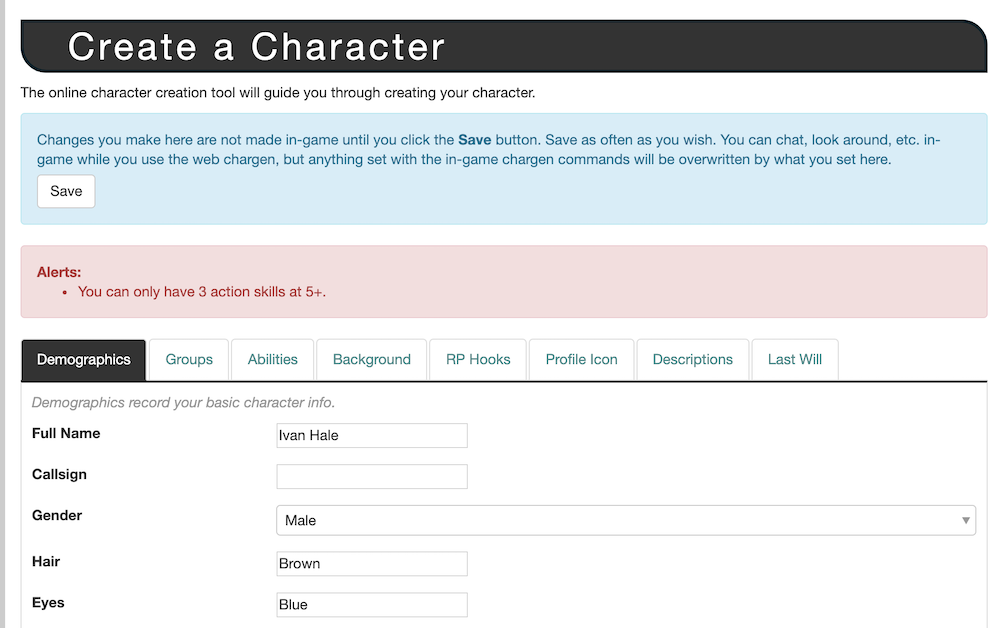 Create a Character
The online character creation tool will guide you through creating your character.
Changes you make here are not made in-game until you click the Save button. Save as often as you wish. You can chat, look around, etc. in-
game while you use the web chargen, but anything set with the in-game chargen commands will be overwritten by what you set here.
Save
Alerts:
• You can only have 3 action skills at 5+.
Demographics Groups Abilities Background RP Hooks Profile Icon Descriptions Last Will
Demographics record your basic character info.
Full Name Ivan Hale
Callsign
Gender Male
Hair Brown
Eyes Blue